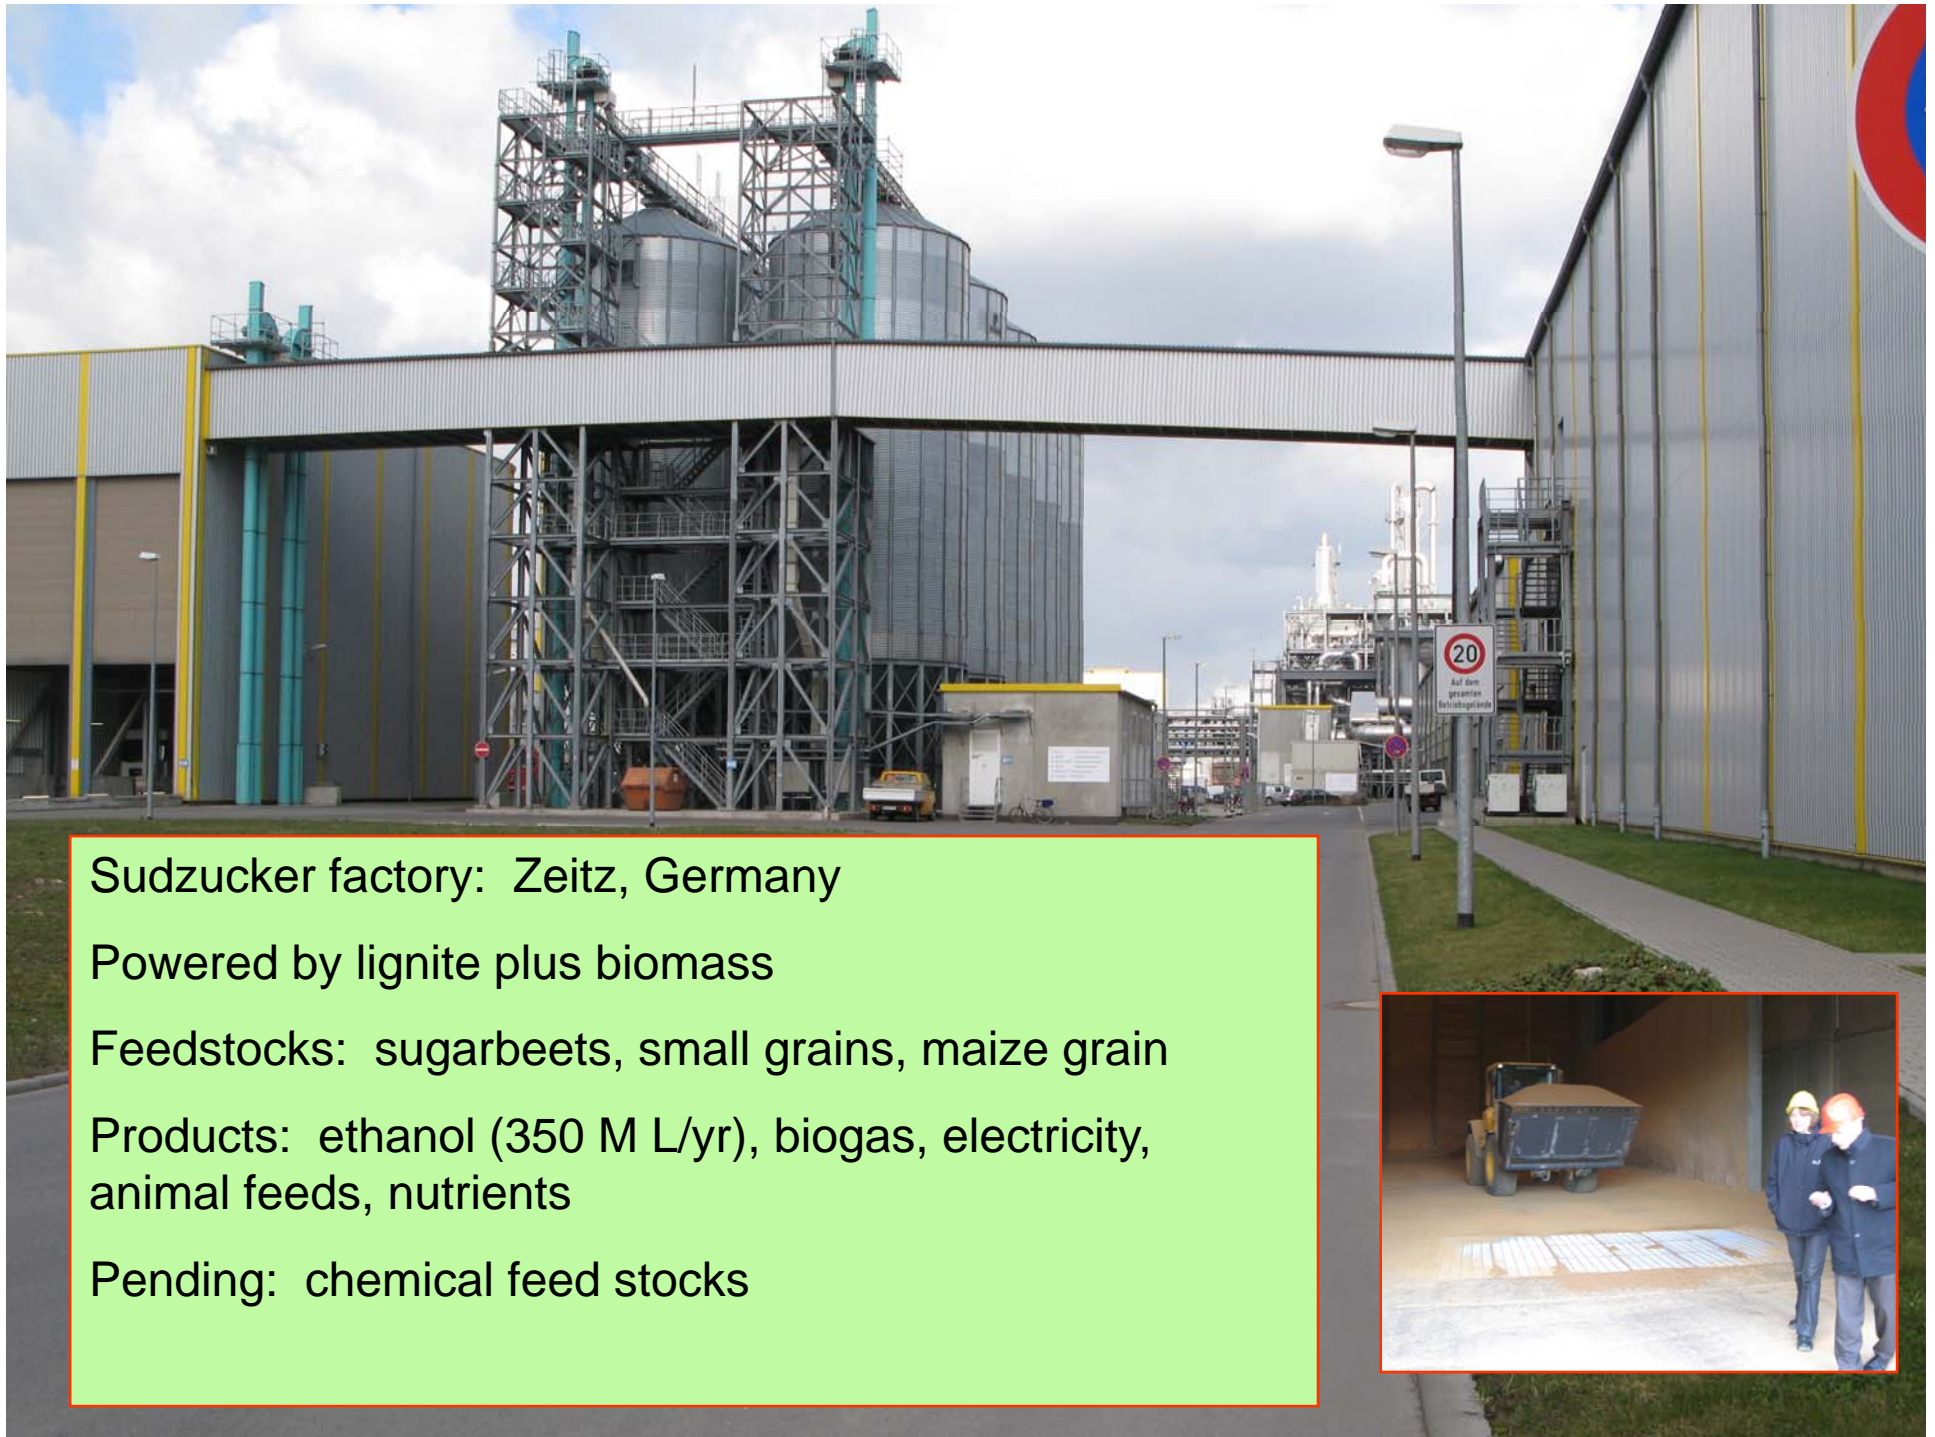 20
Auf dem
gesamten
Betriebsgelände
Sudzucker factory:  Zeitz, Germany
Powered by lignite plus biomass
Feedstocks:  sugarbeets, small grains, maize grain
Products:  ethanol (350 M L/yr), biogas, electricity,
animal feeds, nutrients
Pending:  chemical feed stocks